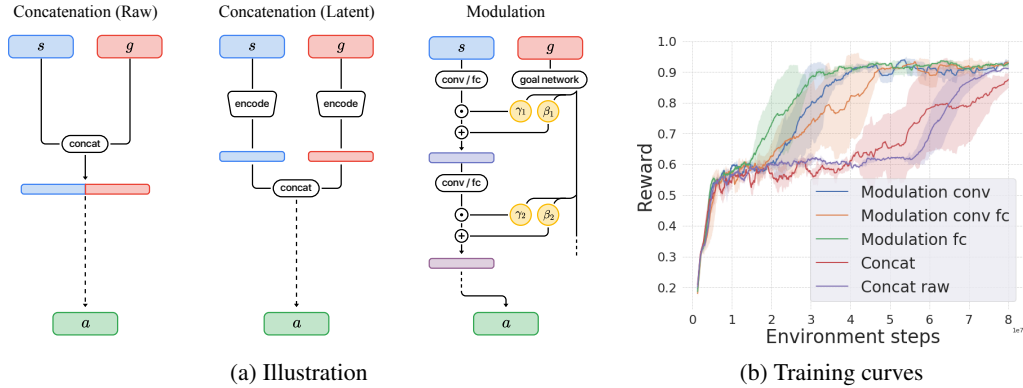 Concatenation (Raw)
s
g
concat
a
Concatenation (Latent)
s
g
encode
encode
concat
a
Modulation
s
g
conv / fc
goal network
γ1
β1
conv / fc
γ2
β2
a
(a) Illustration
Reward
0.9
0.8
0.7
0.6
0.5
0.4
0.3
0.2
Modulation conv
Modulation conv fc
Modulation fc
Concat
Concat raw
0 1 2 3 4 5 6 7 8
1e7
Environment steps
(b) Training curves